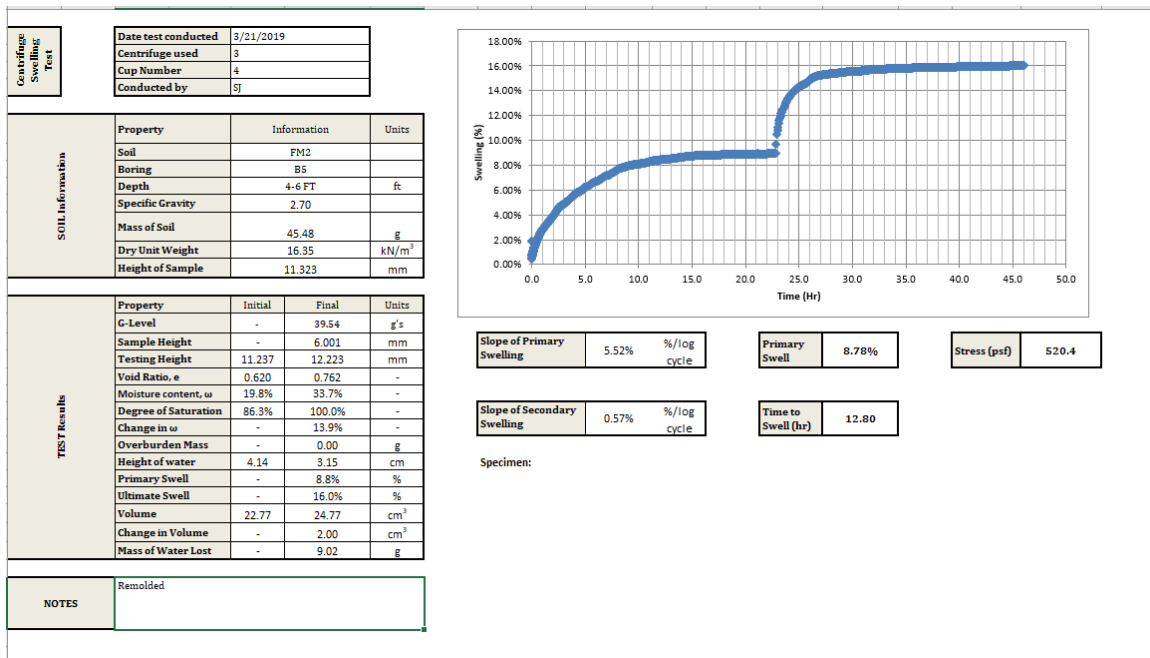 Centrifuge
Swelling
Test
Date test conducted 3/21/2019
Centrifuge used 3
Cup Number 4
Conducted by SJ
SOIL Information
Property Information Units
Soil FM2
Boring B5
Depth 4-6 FT ft
Specific Gravity 2.70
Mass of Soil 45.48 g
Dry Unit Weight 16.35 kN/m³
Height of Sample 11.323 mm
TEST Results
Property Initial Final Units
G-Level - 39.54 g's
Sample Height - 6.001 mm
Testing Height 11.237 12.223 mm
Void Ratio, e 0.620 0.762 -
Moisture content, ω 19.8% 33.7% -
Degree of Saturation 86.3% 100.0% -
Change in ω - 13.9% -
Overburden Mass - 0.00 g
Height of water 4.14 3.15 cm
Primary Swell - 8.8% %
Ultimate Swell - 16.0% %
Volume 22.77 24.77 cm³
Change in Volume - 2.00 cm³
Mass of Water Lost - 9.02 g
NOTES
Remolded
18.00%
16.00%
14.00%
12.00%
10.00%
8.00%
6.00%
4.00%
2.00%
0.00%
Swelling (%)
0.0 5.0 10.0 15.0 20.0 25.0 30.0 35.0 40.0 45.0 50.0
Time (Hr)
Slope of Primary
Swelling
5.52%
%/log
cycle
Primary
Swell
8.78%
Stress (psf) 520.4
Slope of Secondary
Swelling
0.57%
%/log
cycle
Time to
Swell (hr)
12.80
Specimen: